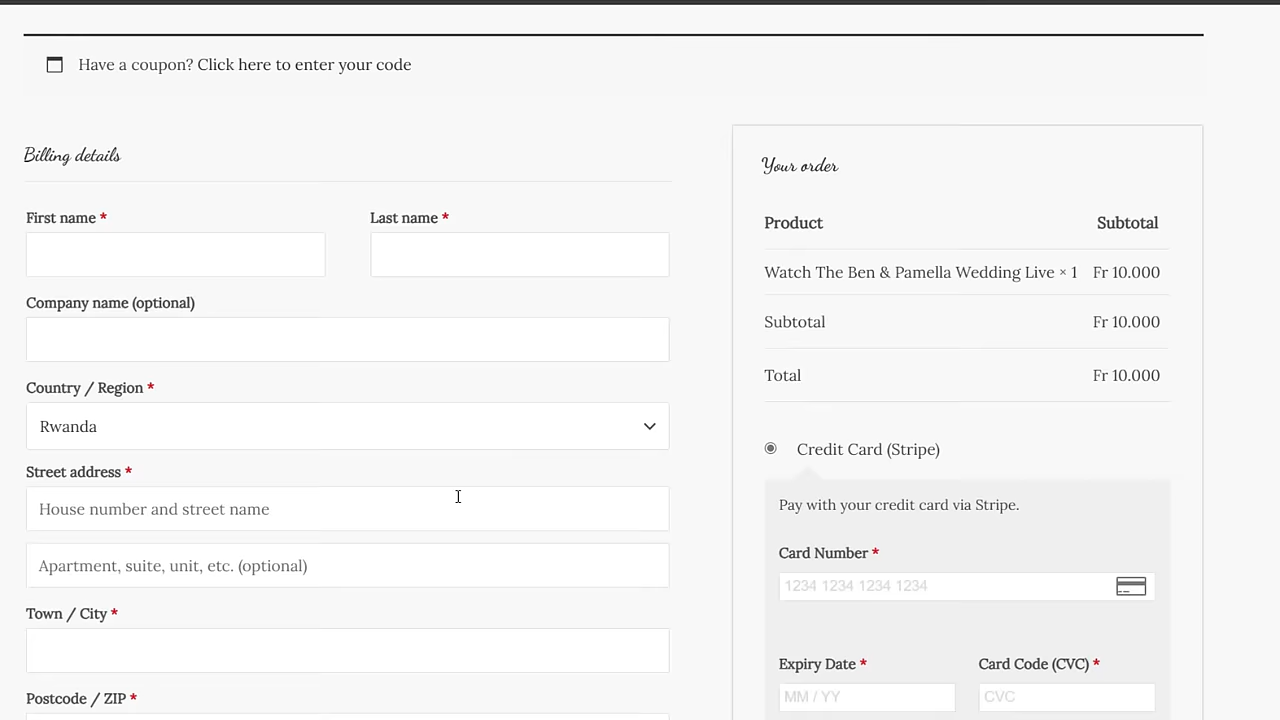 Have a coupon? Click here to enter your code
Billing details
First name *
Last name *
Company name (optional)
Country / Region *
Rwanda
Street address *
House number and street name
Apartment, suite, unit, etc. (optional)
Town / City *
Postcode / ZIP *
Your order
Product Subtotal
Watch The Ben & Pamella Wedding Live × 1 Fr 10.000
Subtotal Fr 10.000
Total Fr 10.000
Credit Card (Stripe)
Pay with your credit card via Stripe.
Card Number *
1234 1234 1234 1234
Expiry Date *
Card Code (CVC) *
MM / YY
CVC